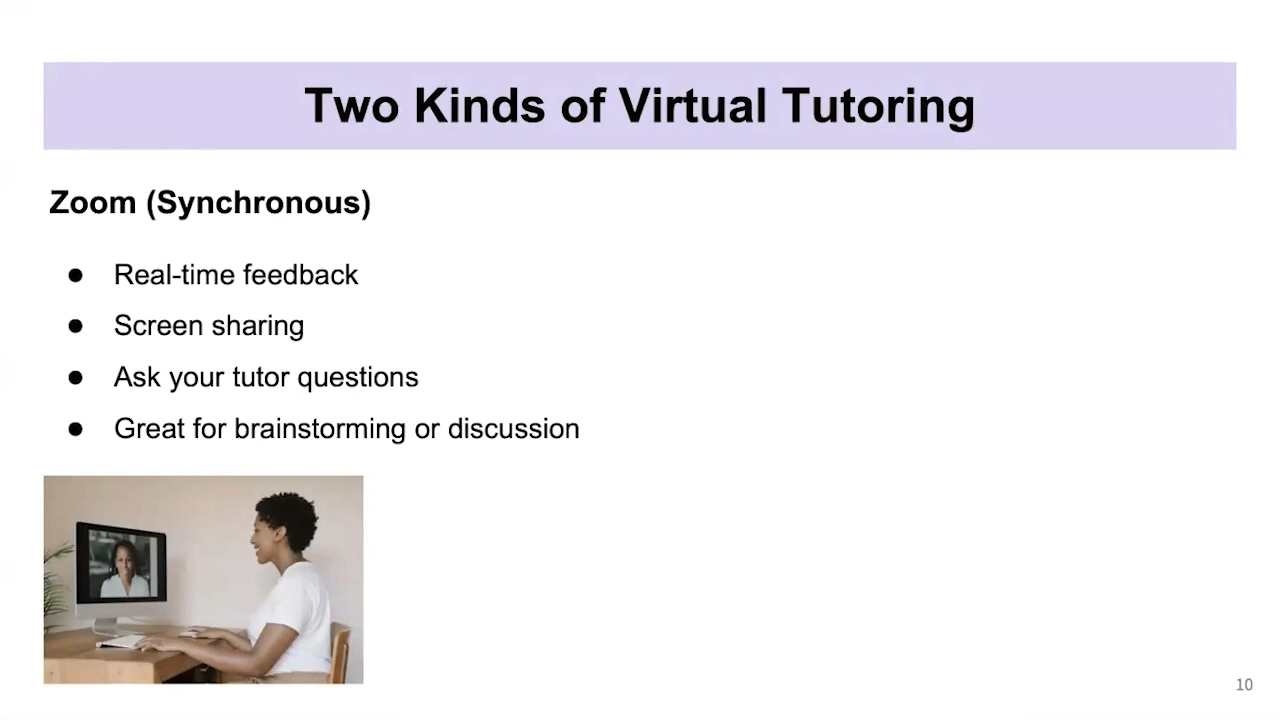 Two Kinds of Virtual Tutoring
Zoom (Synchronous)
● Real-time feedback
● Screen sharing
● Ask your tutor questions
● Great for brainstorming or discussion
10